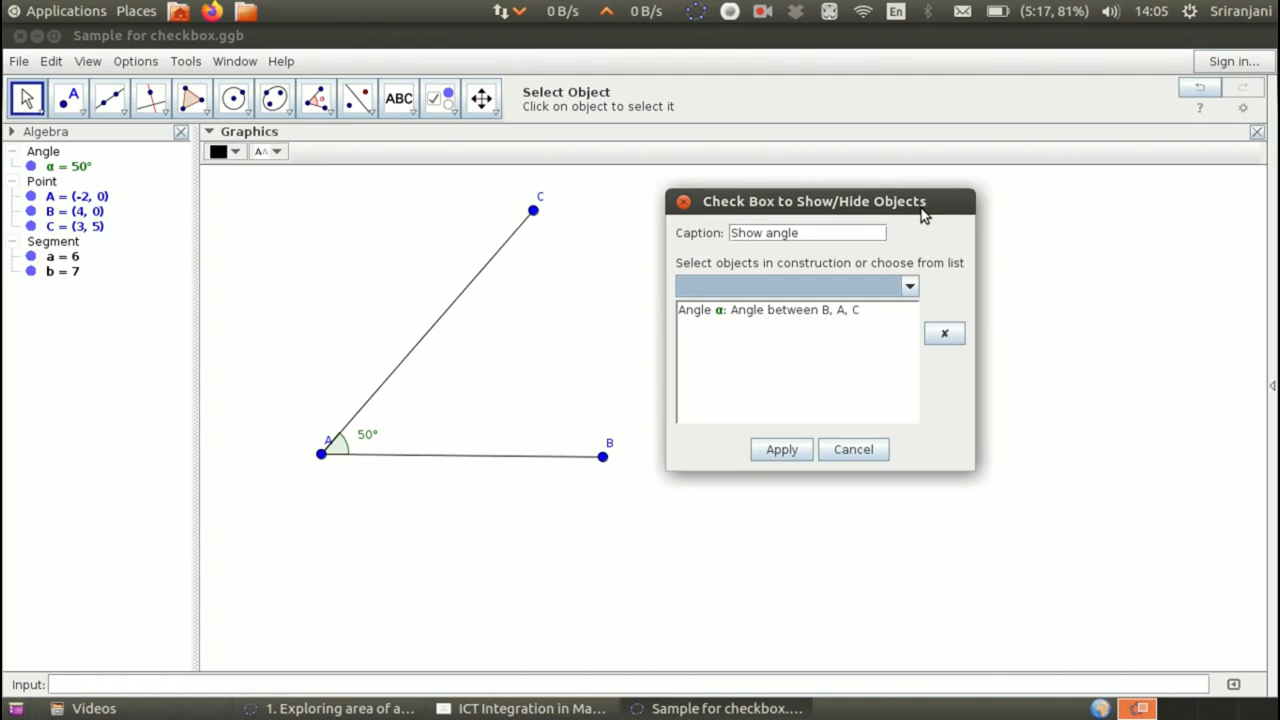 Applications Places 0 B/s 0 B/s En (5:17, 81%) 14:05 Sriranjani
Sample for checkbox.ggb
File Edit View Options Tools Window Help Sign in...
A ABC Select Object
Click on object to select it
?
Algebra Graphics
AA
Angle
α = 50°
Point
A = (-2, 0)
B = (4, 0)
C = (3, 5)
Segment
a = 6
b = 7
C
A 50° B
Check Box to Show/Hide Objects
Caption: Show angle
Select objects in construction or choose from list
Angle α: Angle between B, A, C
✘
Apply Cancel
Input:
Videos 1. Exploring area of a... ICT Integration in Ma... Sample for checkbox....